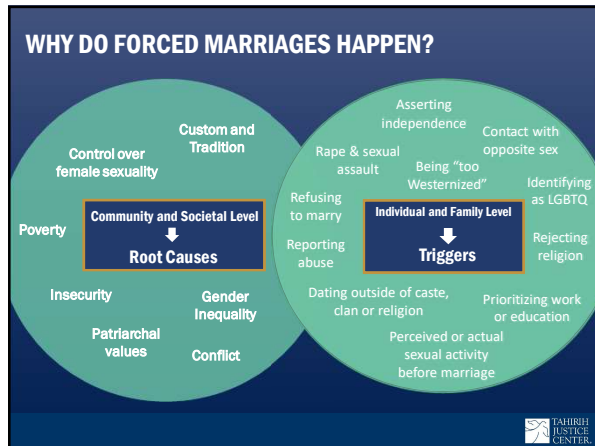 WHY DO FORCED MARRIAGES HAPPEN?
Custom and
Tradition
Control over
female sexuality
Community and Societal Level
Root Causes
Poverty
Insecurity
Gender
Inequality
Patriarchal
values
Conflict
Asserting
independence
Contact with
opposite sex
Rape & sexual
assault
Being “too
Westernized”
Identifying
as LGBTQ
Refusing
to marry
Individual and Family Level
Triggers
Reporting
abuse
Rejecting
religion
Dating outside of caste,
clan or religion
Prioritizing work
or education
Perceived or actual
sexual activity
before marriage
TAHIRIH
JUSTICE
CENTER